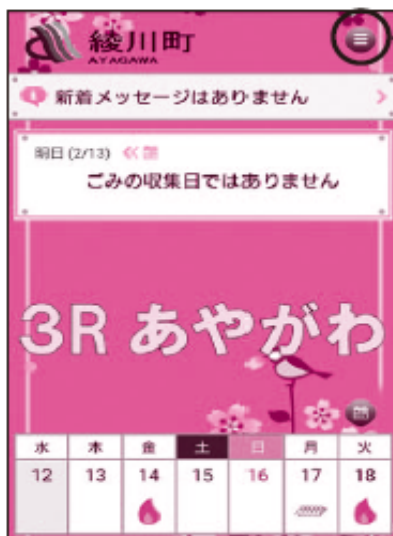 綾川町
AYAGAWA
新着メッセージはありません
明日 (2/13)
ごみの収集日ではありません
3R あやがわ
水 木 金 土 日 月 火
12 13 14 15 16 17 18